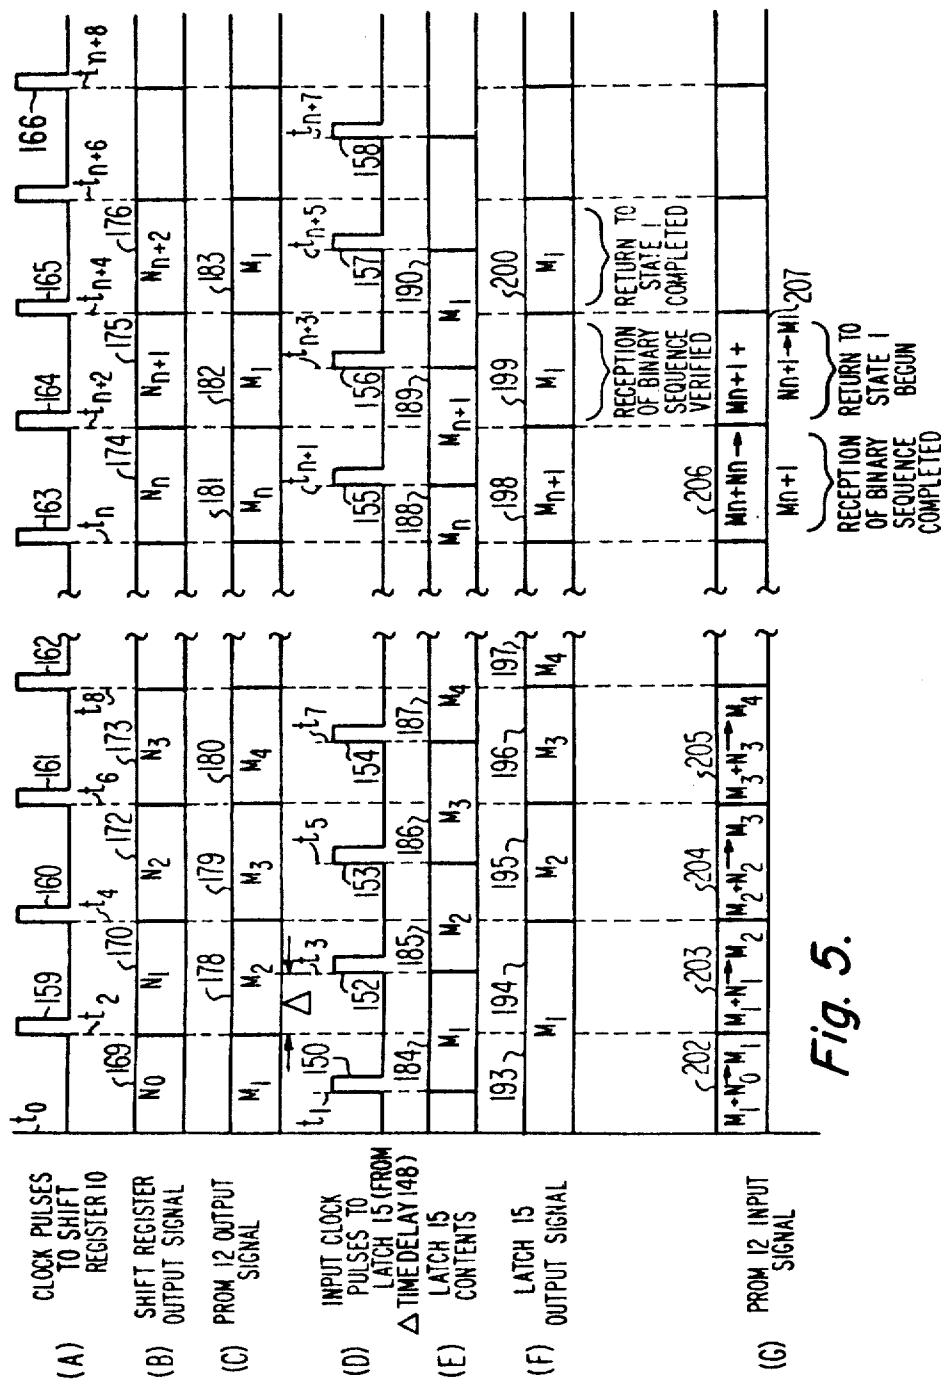 (A) CLOCK PULSES
TO SHIFT
REGISTER 10
t0
159 160 161 162 163 164 165 166
t2 t4 t6 t8 tn tn+2 tn+4 tn+6 tn+8
169 170 172 173 174 175 176
(B) SHIFT REGISTER
OUTPUT SIGNAL
N0 N1 N2 N3 Nn Nn+1 Nn+2
178 179 180 181 182 183
(C) PROM 12 OUTPUT
SIGNAL
M1 M2 M3 M4 Mn M1 M1
Δ
t1 t3 t5 t7 tn+1 tn+3 tn+5 tn+7
(D) INPUT CLOCK
PULSES TO
LATCH 15 (FROM
Δ TIME DELAY 148)
150 152 153 154 155 156 157 158
184 185 186 187 188 189 190
(E) LATCH 15
CONTENTS
M1 M2 M3 M4 Mn Mn+1 M1
193 194 195 196 197 198 199 200
(F) LATCH 15
OUTPUT SIGNAL
M1 M2 M3 M4 Mn+1 M1 M1
RECEPTION
OF BINARY
SEQUENCE
VERIFIED
RETURN TO
STATE 1
COMPLETED
202 203 204 205 206
(G) PROM 12 INPUT
SIGNAL
M1+N0→M1 M1+N1→M2 M2+N2→M3 M3+N3→M4 Mn+Nn→ Mn+1+
Mn+1 Nn+1→M1 207
RECEPTION
OF BINARY
SEQUENCE
COMPLETED
RETURN TO
STATE 1
BEGUN
Fig. 5.